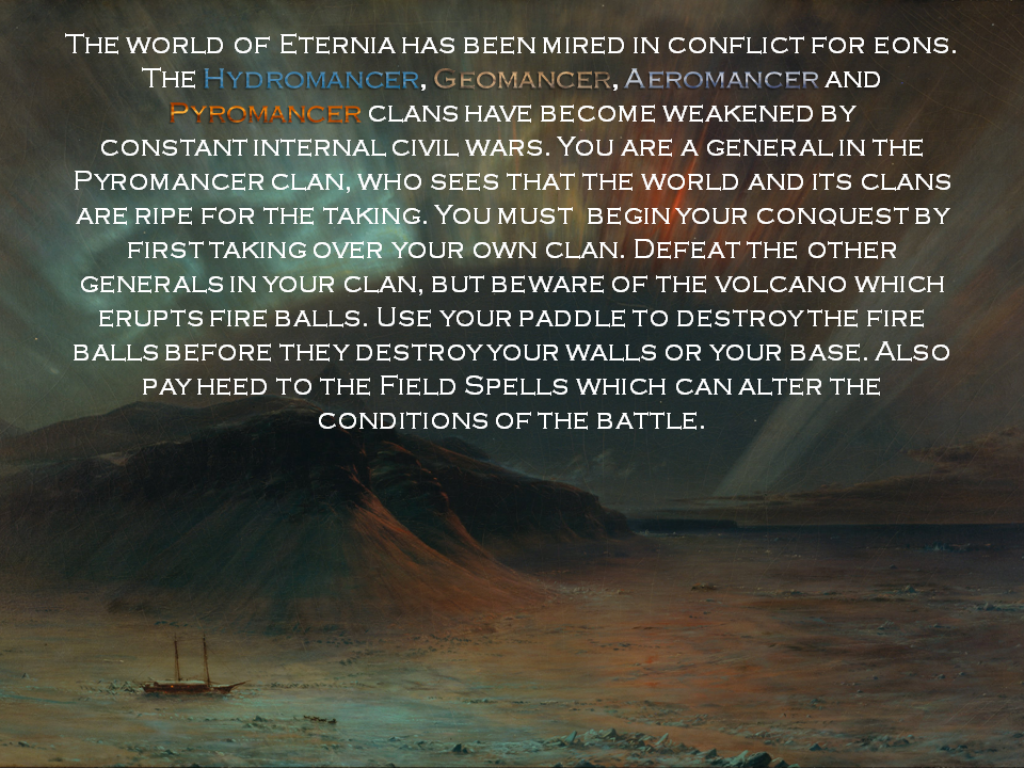 The world of Eternia has been mired in conflict for eons.
The Hydromancer, Geomancer, Aeromancer and
Pyromancer clans have become weakened by
constant internal civil wars. You are a general in the
Pyromancer clan, who sees that the world and its clans
are ripe for the taking. You must  begin your conquest by
first taking over your own clan. Defeat the other
generals in your clan, but beware of the volcano which
erupts fire balls. Use your paddle to destroy the fire
balls before they destroy your walls or your base. Also
pay heed to the Field Spells which can alter the
conditions of the battle.